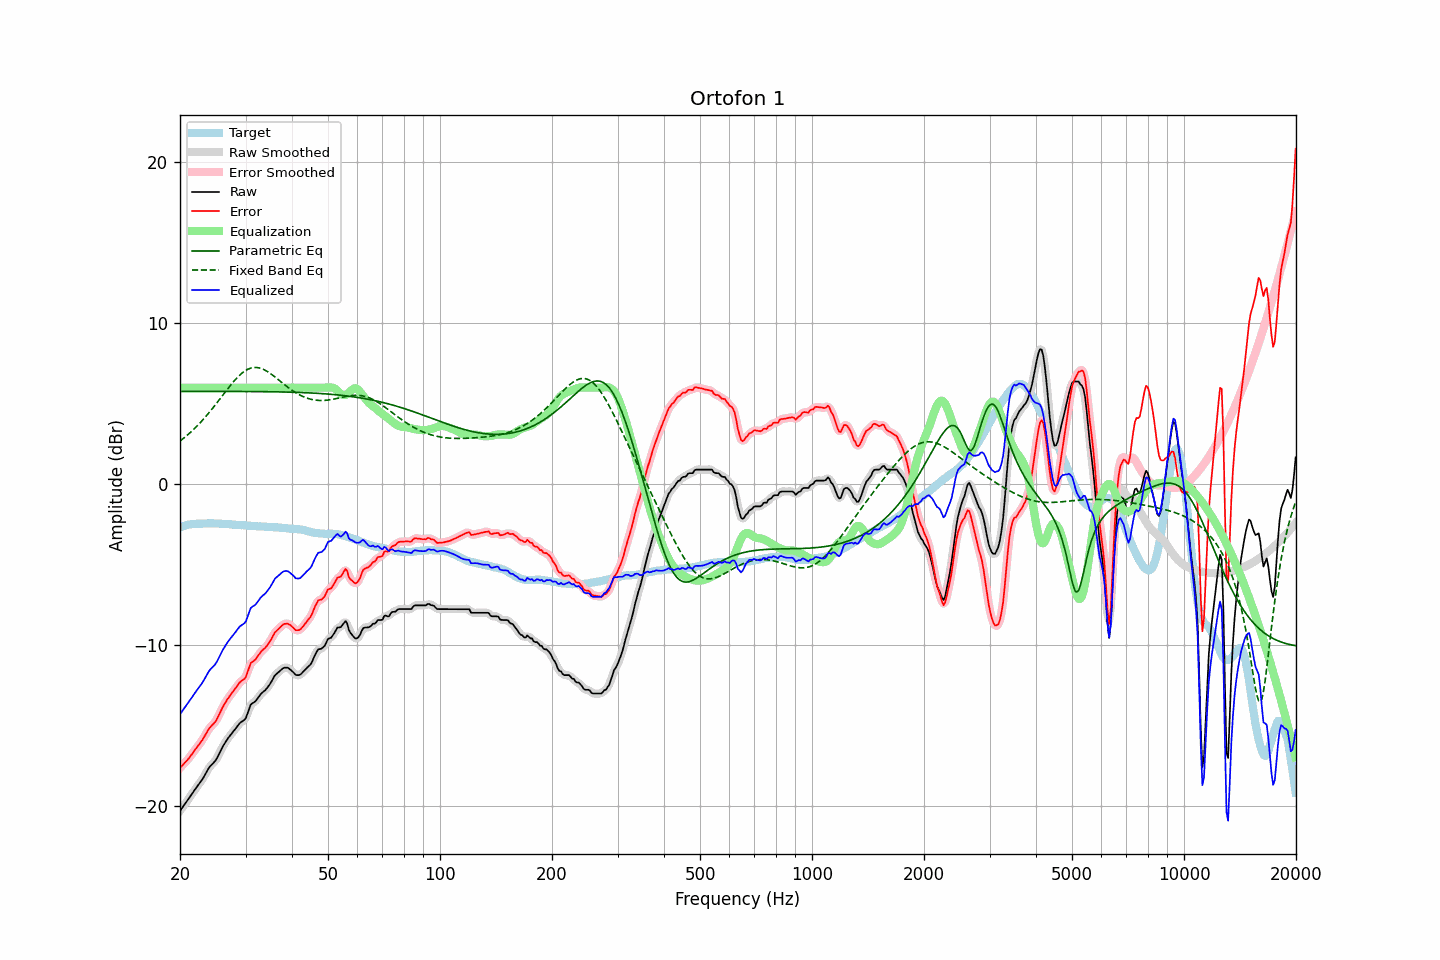 Ortofon 1
Target
Raw Smoothed
Error Smoothed
Raw
Error
Equalization
Parametric Eq
Fixed Band Eq
Equalized
Amplitude (dBr)
20
10
0
−10
−20
20 50 100 200 500 1000 2000 5000 10000 20000
Frequency (Hz)